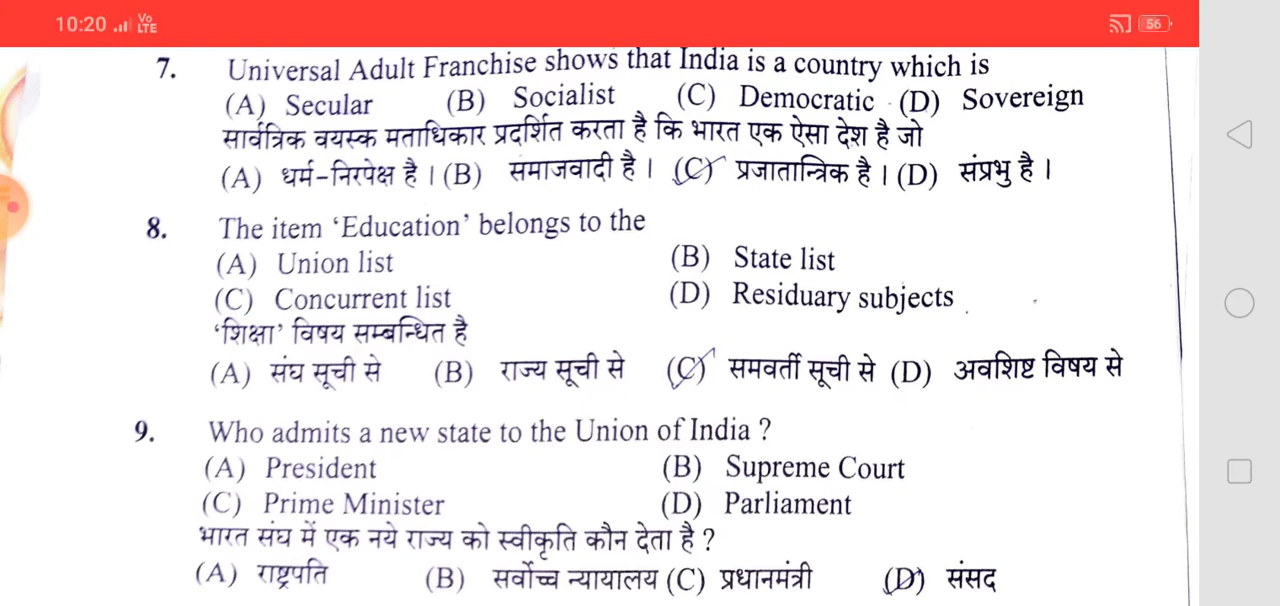 10:20 Vo LTE 56
7. Universal Adult Franchise shows that India is a country which is
(A) Secular (B) Socialist (C) Democratic (D) Sovereign
सार्वत्रिक वयस्क मताधिकार प्रदर्शित करता है कि भारत एक ऐसा देश है जो
(A) धर्म-निरपेक्ष है। (B) समाजवादी है। (C) प्रजातान्त्रिक है। (D) संप्रभु है।
8. The item ‘Education’ belongs to the
(A) Union list (B) State list
(C) Concurrent list (D) Residuary subjects
‘शिक्षा’ विषय सम्बन्धित है
(A) संघ सूची से (B) राज्य सूची से (C) समवर्ती सूची से (D) अवशिष्ट विषय से
9. Who admits a new state to the Union of India ?
(A) President (B) Supreme Court
(C) Prime Minister (D) Parliament
भारत संघ में एक नये राज्य को स्वीकृति कौन देता है ?
(A) राष्ट्रपति (B) सर्वोच्च न्यायालय (C) प्रधानमंत्री (D) संसद